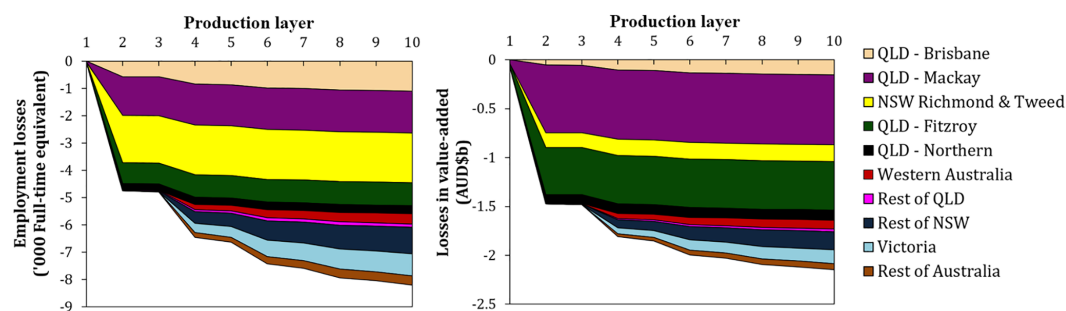 Production layer
1 2 3 4 5 6 7 8 9 10
Employment losses
('000 Full-time equivalent)
0
-1
-2
-3
-4
-5
-6
-7
-8
-9
Production layer
1 2 3 4 5 6 7 8 9 10
Losses in value-added
(AUD$b)
0
-0.5
-1
-1.5
-2
-2.5
QLD - Brisbane
QLD - Mackay
NSW Richmond & Tweed
QLD - Fitzroy
QLD - Northern
Western Australia
Rest of QLD
Rest of NSW
Victoria
Rest of Australia